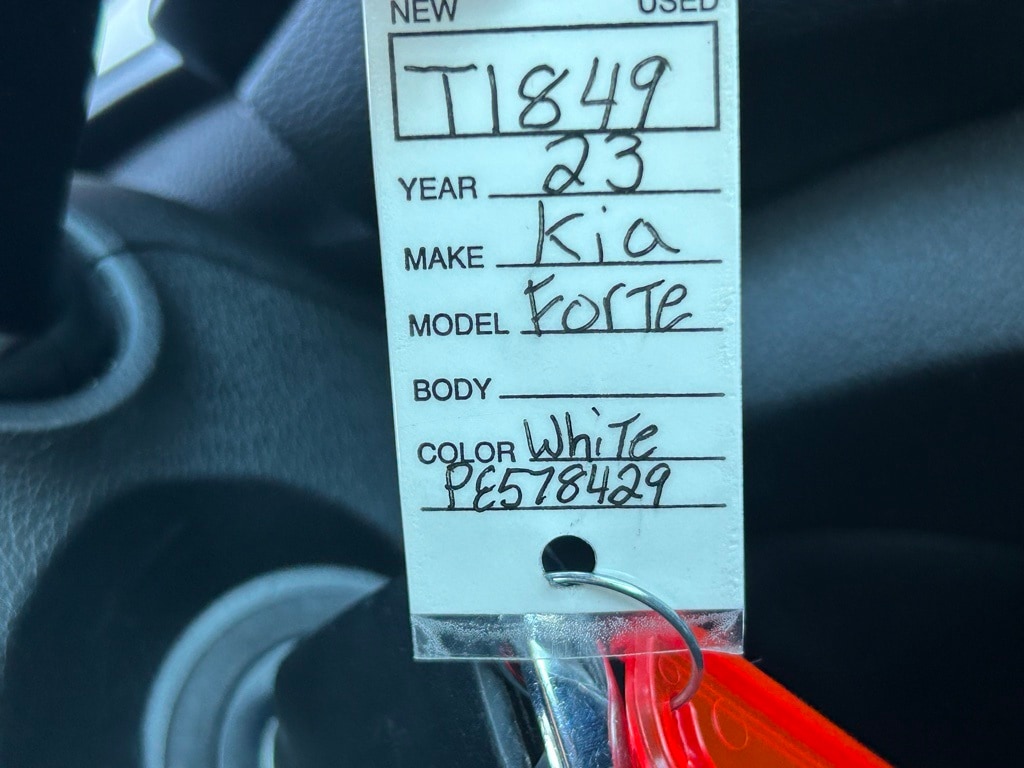 NEW USED
T1849
YEAR 23
MAKE Kia
MODEL Forte
BODY
COLOR White
PE578429